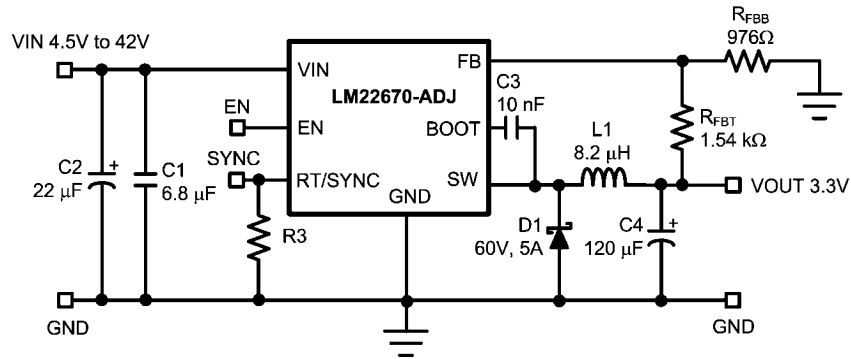 VIN 4.5V to 42V
R_FBB
976Ω
VIN
FB
C3
10 nF
LM22670-ADJ
EN
EN
BOOT
L1
8.2 μH
R_FBT
1.54 kΩ
SYNC
C2
22 μF
+
C1
6.8 μF
RT/SYNC
GND
SW
VOUT 3.3V
R3
D1
60V, 5A
C4
120 μF
+
GND
GND